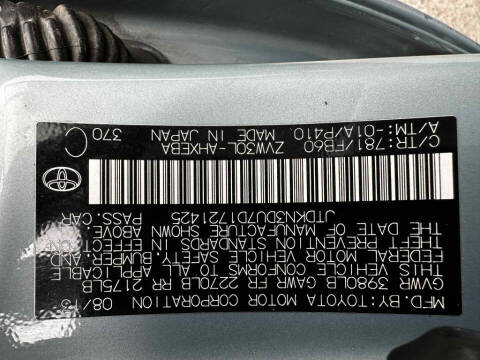 MFD. BY: TOYOTA MOTOR CORPORATION 08/13
GVWR 3980LB GAWR FR 2270LB RR 2175LB
THIS VEHICLE CONFORMS TO ALL APPLICABLE
FEDERAL MOTOR VEHICLE SAFETY, BUMPER, AND
THEFT PREVENTION STANDARDS IN EFFECT ON
THE DATE OF MANUFACTURE SHOWN ABOVE.
JTDKN3DU7D1721425 PASS. CAR
ZVW30L-AHXEBA 370 C
C/TR: 781/FB60
A/TM: -01A/P410 MADE IN JAPAN